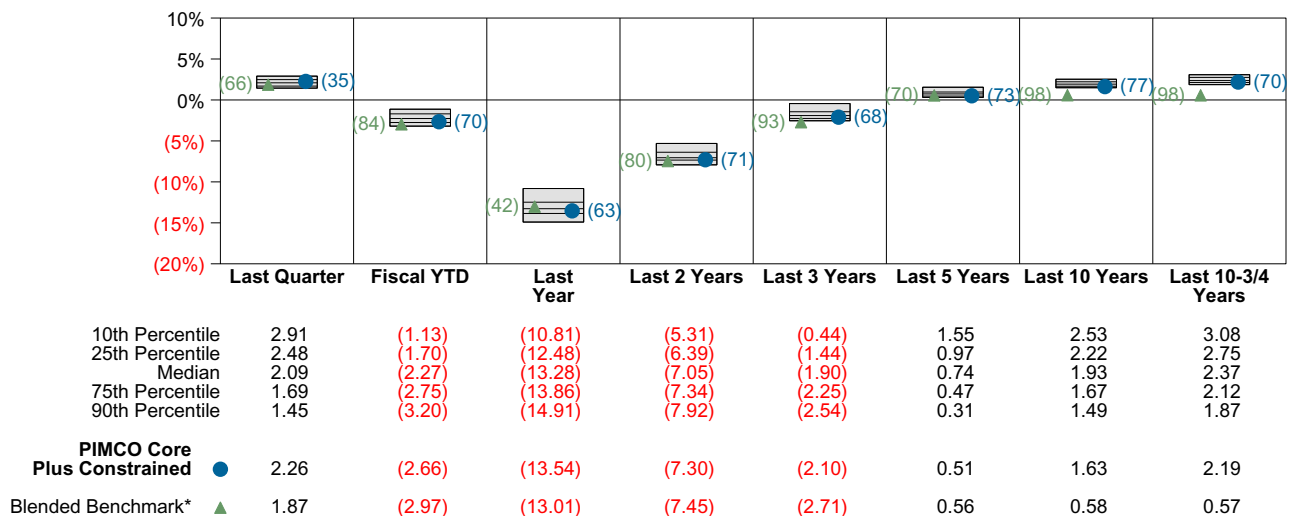 10%
5%
0%
(5%)
(10%)
(15%)
(20%)
(66) (35)
(84) (70)
(42) (63)
(80) (71)
(93) (68)
(70) (73)
(98) (77)
(98) (70)
Last Quarter Fiscal YTD Last Year Last 2 Years Last 3 Years Last 5 Years Last 10 Years Last 10-3/4 Years
10th Percentile 2.91 (1.13) (10.81) (5.31) (0.44) 1.55 2.53 3.08
25th Percentile 2.48 (1.70) (12.48) (6.39) (1.44) 0.97 2.22 2.75
Median 2.09 (2.27) (13.28) (7.05) (1.90) 0.74 1.93 2.37
75th Percentile 1.69 (2.75) (13.86) (7.34) (2.25) 0.47 1.67 2.12
90th Percentile 1.45 (3.20) (14.91) (7.92) (2.54) 0.31 1.49 1.87
PIMCO Core
Plus Constrained 2.26 (2.66) (13.54) (7.30) (2.10) 0.51 1.63 2.19
Blended Benchmark* 1.87 (2.97) (13.01) (7.45) (2.71) 0.56 0.58 0.57